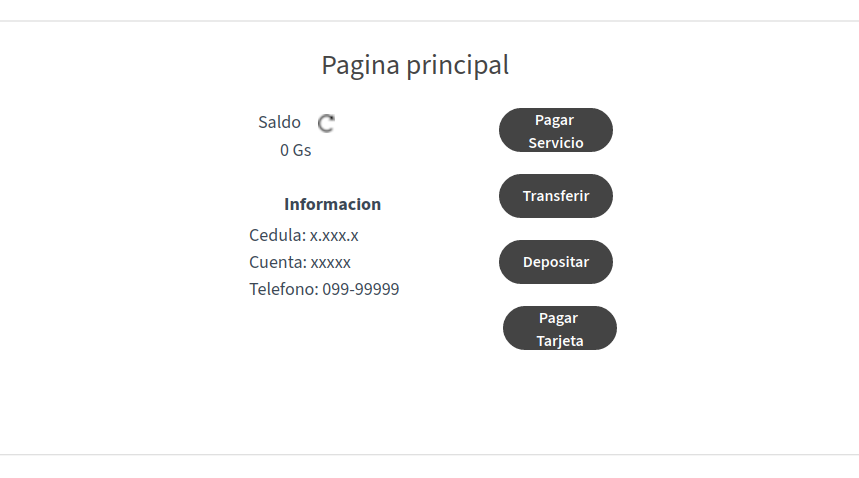 Pagina principal
Saldo
0 Gs
Informacion
Cedula: x.xxx.x
Cuenta: xxxxx
Telefono: 099-99999
Pagar
Servicio
Transferir
Depositar
Pagar
Tarjeta